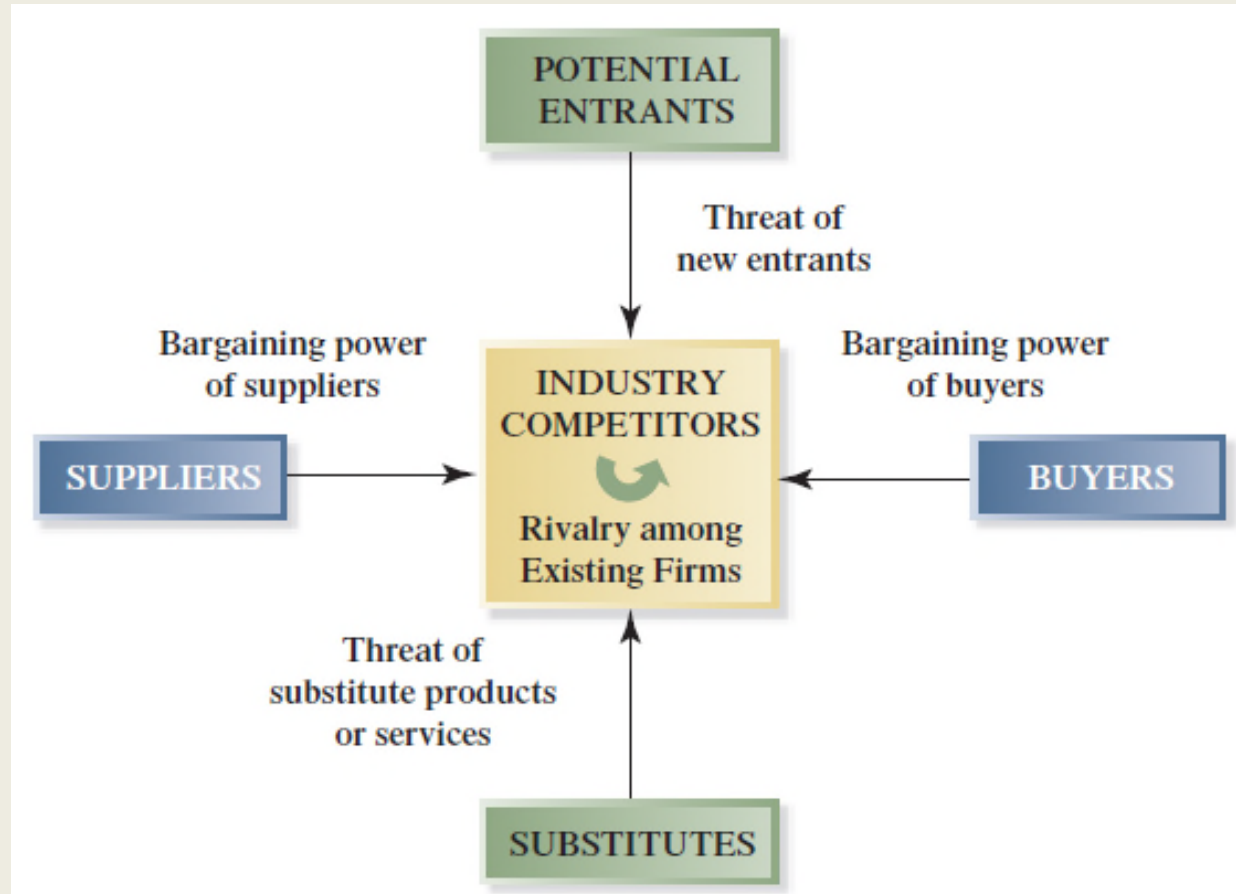 POTENTIAL
ENTRANTS
Threat of
new entrants
Bargaining power
of suppliers
Bargaining power
of buyers
SUPPLIERS
INDUSTRY
COMPETITORS
Rivalry among
Existing Firms
BUYERS
Threat of
substitute products
or services
SUBSTITUTES